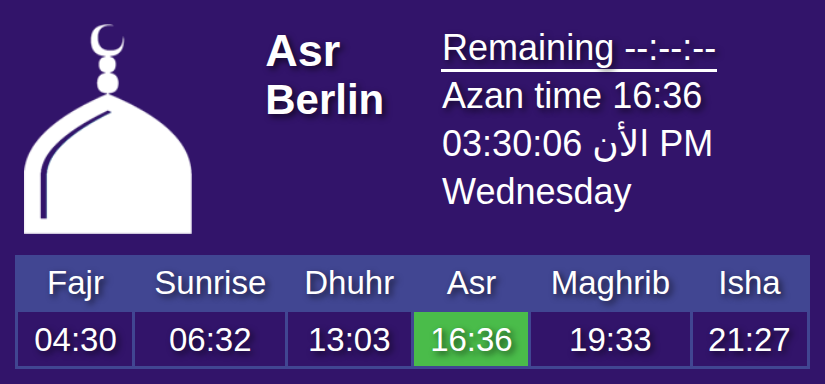 Asr
Berlin
Remaining --:--:--
Azan time 16:36
03:30:06 الأن PM
Wednesday
Fajr Sunrise Dhuhr Asr Maghrib Isha
04:30 06:32 13:03 16:36 19:33 21:27